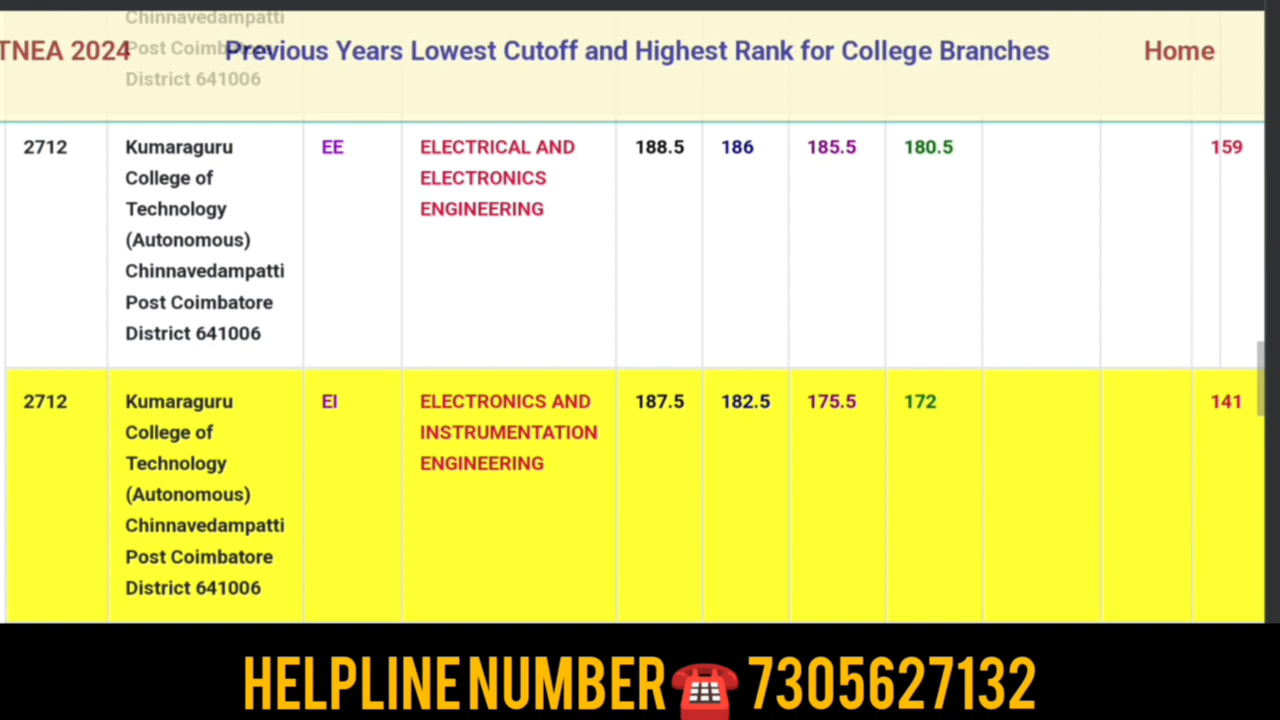 Chinnavedampatti
TNEA 2024
Post Coimbatore
Previous Years Lowest Cutoff and Highest Rank for College Branches
Home
District 641006
2712
Kumaraguru
College of
Technology
(Autonomous)
Chinnavedampatti
Post Coimbatore
District 641006
EE
ELECTRICAL AND
ELECTRONICS
ENGINEERING
188.5
186
185.5
180.5
159
2712
Kumaraguru
College of
Technology
(Autonomous)
Chinnavedampatti
Post Coimbatore
District 641006
EI
ELECTRONICS AND
INSTRUMENTATION
ENGINEERING
187.5
182.5
175.5
172
141
HELPLINE NUMBER☎️ 7305627132